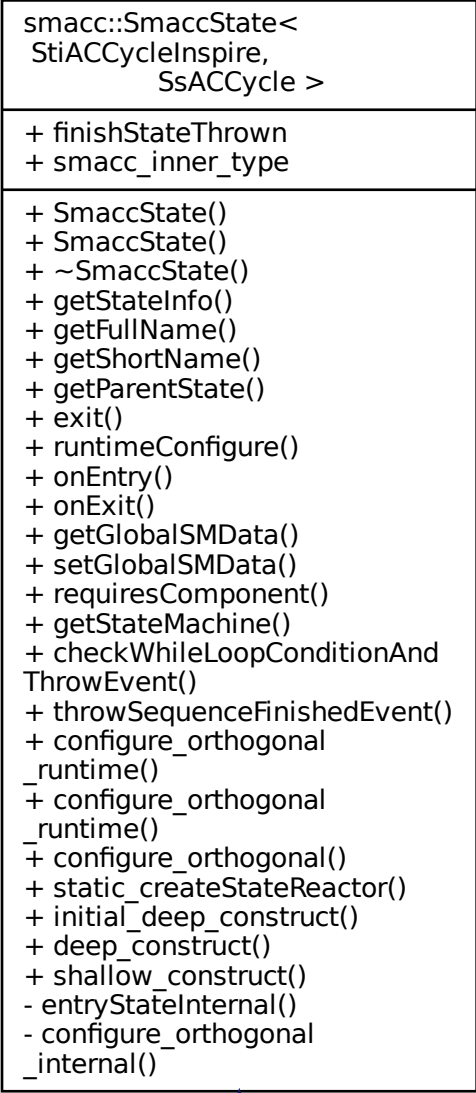 smacc::SmaccState<
StiACCycleInspire,
SsACCycle >
+ finishStateThrown
+ smacc_inner_type
+ SmaccState()
+ SmaccState()
+ ~SmaccState()
+ getStateInfo()
+ getFullName()
+ getShortName()
+ getParentState()
+ exit()
+ runtimeConfigure()
+ onEntry()
+ onExit()
+ getGlobalSMData()
+ setGlobalSMData()
+ requiresComponent()
+ getStateMachine()
+ checkWhileLoopConditionAnd
ThrowEvent()
+ throwSequenceFinishedEvent()
+ configure_orthogonal
_runtime()
+ configure_orthogonal
_runtime()
+ configure_orthogonal()
+ static_createStateReactor()
+ initial_deep_construct()
+ deep_construct()
+ shallow_construct()
- entryStateInternal()
- configure_orthogonal
_internal()